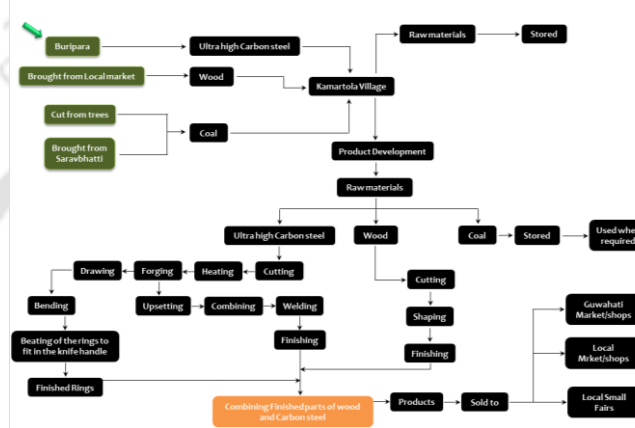 Buripara
Ultra high Carbon steel
Raw materials
Stored
Brought from Local market
Wood
Kamartola Village
Cut from trees
Coal
Brought from
Saravbhatti
Product Development
Raw materials
Ultra high Carbon steel
Wood
Coal
Stored
Used whe
required
Drawing
Forging
Heating
Cutting
Cutting
Bending
Upsetting
Combining
Welding
Guwahati
Market/shops
Shaping
Beating of the rings to
fit in the knife handle
Finishing
Finishing
Local
Mrket/shops
Finished Rings
Combining Finished parts of wood
and Carbon steel
Products
Sold to
Local Small
Fairs